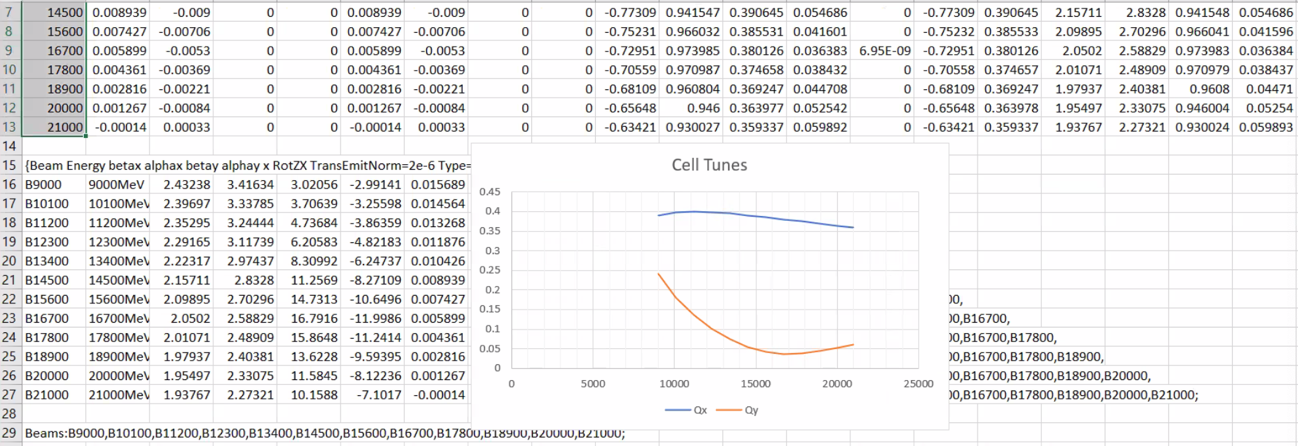 7 14500 0.008939 -0.009 0 0 0.008939 -0.009 0 0 -0.77309 0.941547 0.390645 0.054686 0 -0.77309 0.390645 2.15711 2.8328 0.941548 0.054686
8 15600 0.007427 -0.00706 0 0 0.007427 -0.00706 0 0 -0.75231 0.966032 0.385531 0.041601 0 -0.75232 0.385533 2.09895 2.70296 0.966041 0.041596
9 16700 0.005899 -0.0053 0 0 0.005899 -0.0053 0 0 -0.72951 0.973985 0.380126 0.036383 6.95E-09 -0.72951 0.380126 2.0502 2.58829 0.973983 0.036384
10 17800 0.004361 -0.00369 0 0 0.004361 -0.00369 0 0 -0.70559 0.970987 0.374658 0.038432 0 -0.70558 0.374657 2.01071 2.48909 0.970979 0.038437
11 18900 0.002816 -0.00221 0 0 0.002816 -0.00221 0 0 -0.68109 0.960804 0.369247 0.044708 0 -0.68109 0.369247 1.97937 2.40381 0.9608 0.04471
12 20000 0.001267 -0.00084 0 0 0.001267 -0.00084 0 0 -0.65648 0.946 0.363977 0.052542 0 -0.65648 0.363978 1.95497 2.33075 0.946004 0.05254
13 21000 -0.00014 0.00033 0 0 -0.00014 0.00033 0 0 -0.63421 0.930027 0.359337 0.059892 0 -0.63421 0.359337 1.93767 2.27321 0.930024 0.059893
14
15 {Beam Energy betax alphax betay alphay x RotZX TransEmitNorm=2e-6 Type=
16 B9000 9000MeV 2.43238 3.41634 3.02056 -2.99141 0.015689
17 B10100 10100MeV 2.39697 3.33785 3.70639 -3.25598 0.014564
18 B11200 11200MeV 2.35295 3.24444 4.73684 -3.86359 0.013268
19 B12300 12300MeV 2.29165 3.11739 6.20583 -4.82183 0.011876
20 B13400 13400MeV 2.22317 2.97437 8.30992 -6.24737 0.010426
21 B14500 14500MeV 2.15711 2.8328 11.2569 -8.27109 0.008939
22 B15600 15600MeV 2.09895 2.70296 14.7313 -10.6496 0.007427
23 B16700 16700MeV 2.0502 2.58829 16.7916 -11.9986 0.005899
24 B17800 17800MeV 2.01071 2.48909 15.8648 -11.2414 0.004361
25 B18900 18900MeV 1.97937 2.40381 13.6228 -9.59395 0.002816
26 B20000 20000MeV 1.95497 2.33075 11.5845 -8.12236 0.001267
27 B21000 21000MeV 1.93767 2.27321 10.1588 -7.1017 -0.00014
28
29 Beams:B9000,B10100,B11200,B12300,B13400,B14500,B15600,B16700,B17800,B18900,B20000,B21000;
Cell Tunes
0.45
0.4
0.35
0.3
0.25
0.2
0.15
0.1
0.05
0
0 5000 10000 15000 20000 25000
Qx Qy
00,
00,B16700,
00,B16700,B17800,
00,B16700,B17800,B18900,
00,B16700,B17800,B18900,B20000,
00,B16700,B17800,B18900,B20000,B21000;